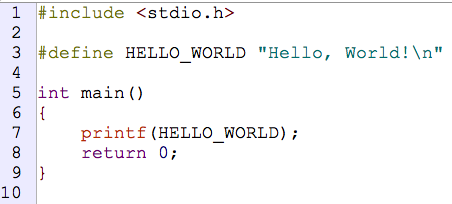 1 #include <stdio.h>
2
3 #define HELLO_WORLD "Hello, World!\n"
4
5 int main()
6 {
7     printf(HELLO_WORLD);
8     return 0;
9 }
10